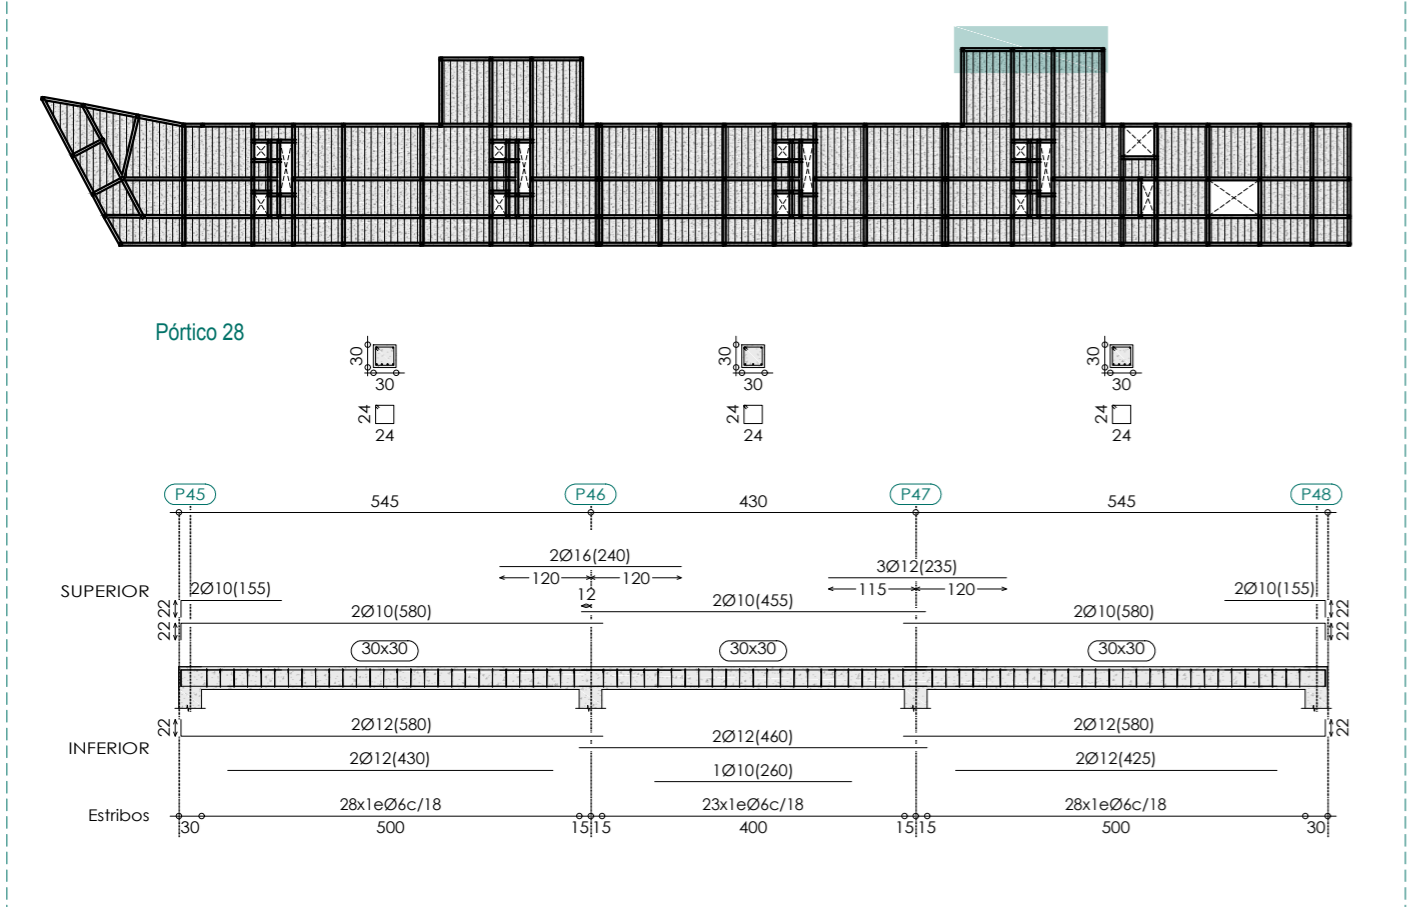 Pórtico 28
30 30 30
30 30 30
24 24 24
24 24 24
P45 P46 P47 P48
545 430 545
2Ø16(240)
3Ø12(235)
120 120
SUPERIOR 2Ø10(155) 115 120 2Ø10(155)
12
2Ø10(455)
22 22
2Ø10(580) 2Ø10(580)
22 22
30x30 30x30 30x30
22 2Ø12(580) 2Ø12(580) 22
INFERIOR 2Ø12(460)
2Ø12(430) 2Ø12(425)
1Ø10(260)
28x1eØ6c/18 23x1eØ6c/18 28x1eØ6c/18
Estribos
30 500 15 15 400 15 15 500 30